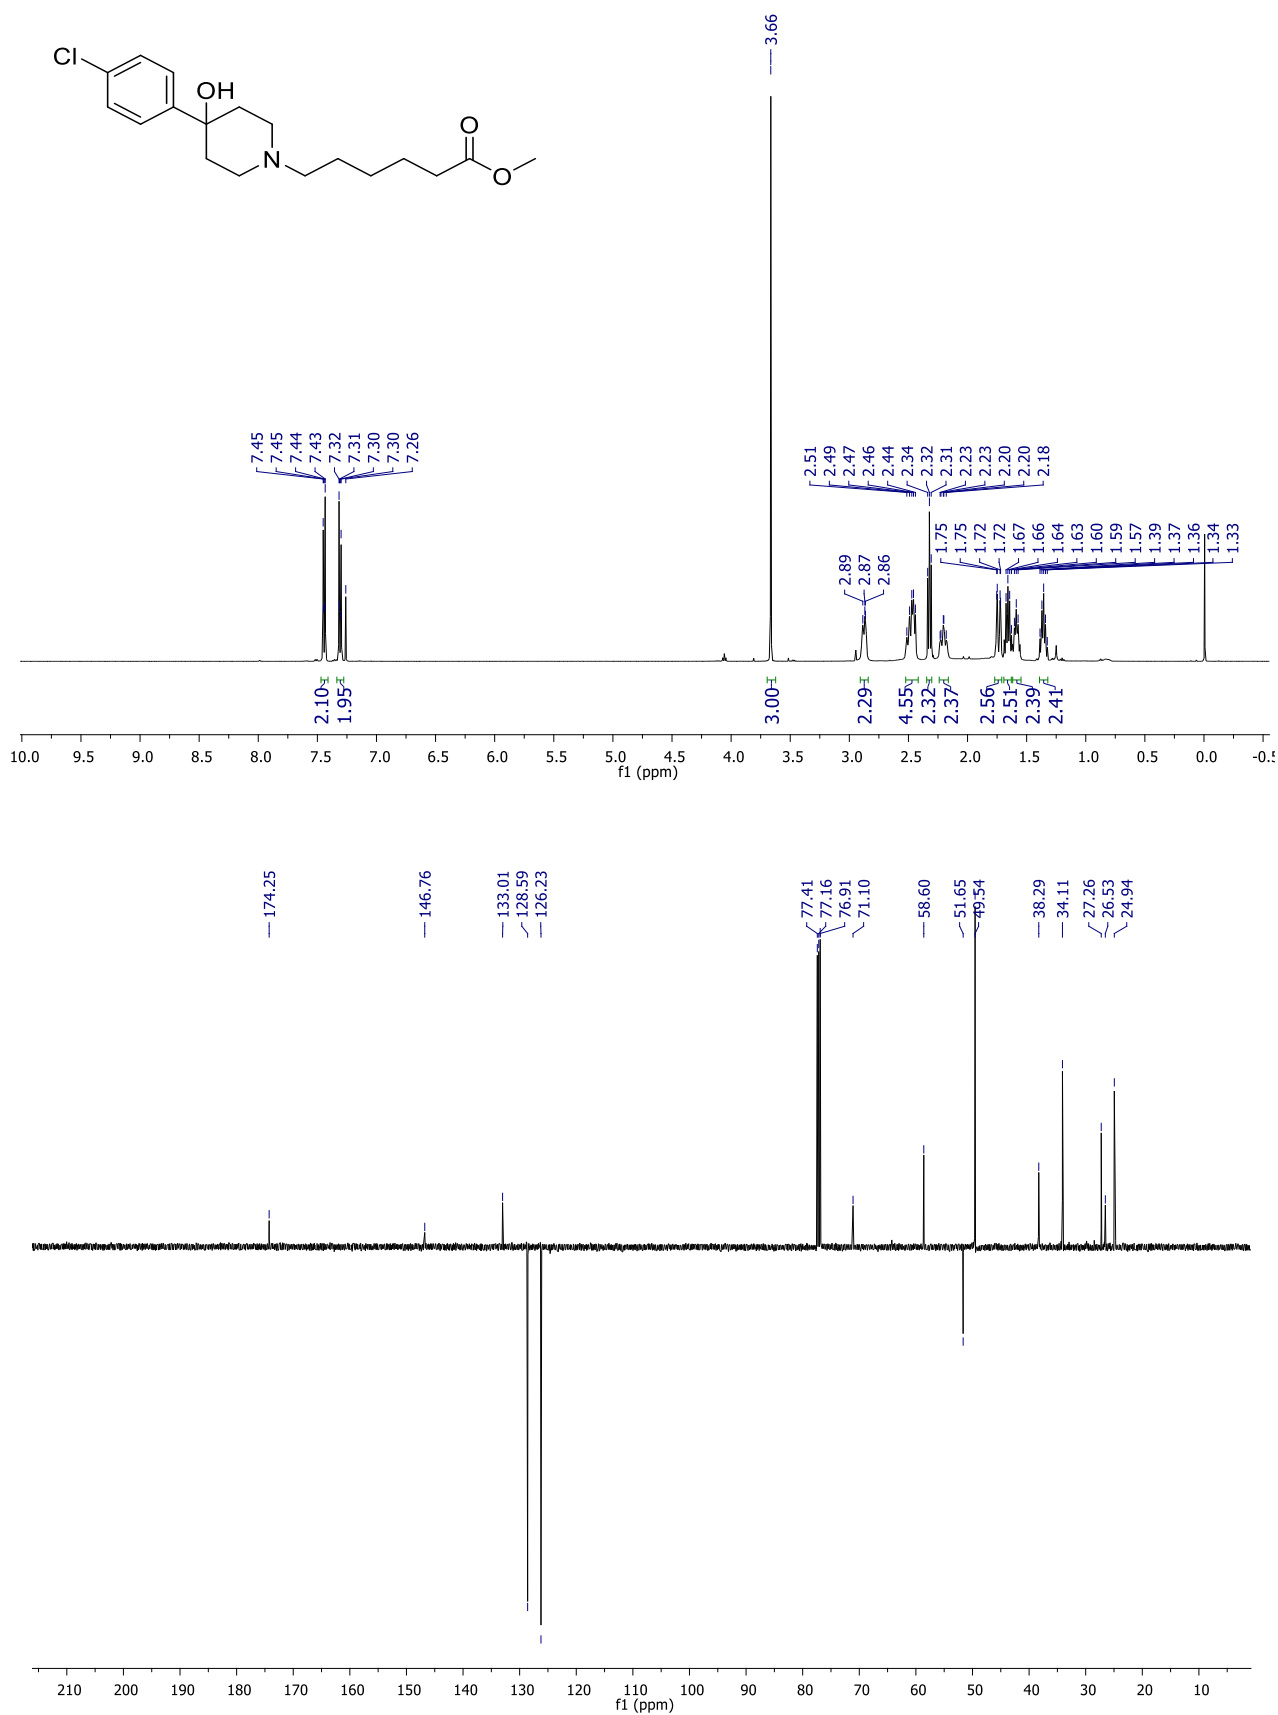 3.66
Cl
OH
O
N
O
7.45 7.45 7.44 7.43 7.32 7.31 7.30 7.30 7.26
2.51 2.49 2.47 2.46 2.44 2.34 2.32 2.31 2.23 2.23 2.20 2.20 2.18
1.75 1.75 1.72 1.72 1.67 1.66 1.64 1.63 1.60 1.59 1.57 1.39 1.37 1.36 1.34 1.33
2.89 2.87 2.86
2.10 1.95 3.00 2.29 4.55 2.32 2.37 2.56 2.51 2.39 2.41
10.0 9.5 9.0 8.5 8.0 7.5 7.0 6.5 6.0 5.5 5.0 4.5 4.0 3.5 3.0 2.5 2.0 1.5 1.0 0.5 0.0 -0.5
f1 (ppm)
174.25 146.76 133.01 128.59 126.23 77.41 77.16 76.91 71.10 58.60 51.65 49.54 38.29 34.11 27.26 26.53 24.94
210 200 190 180 170 160 150 140 130 120 110 100 90 80 70 60 50 40 30 20 10
f1 (ppm)